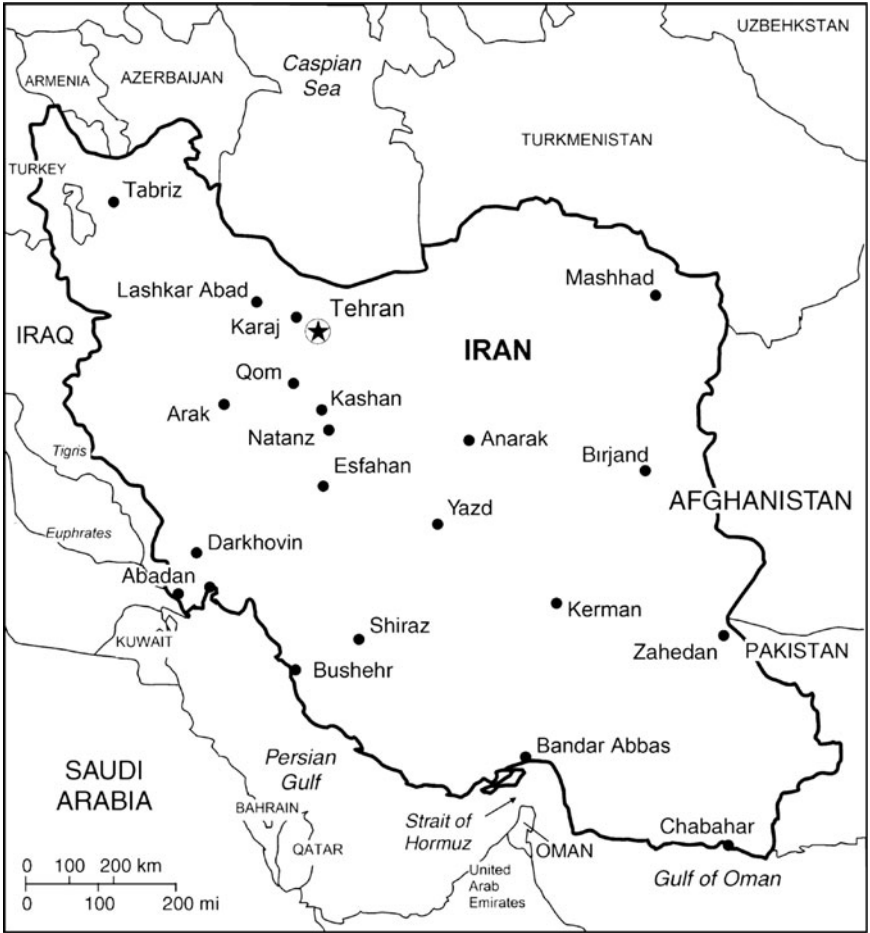 UZBEHKSTAN
Caspian
Sea
ARMENIA
AZERBAIJAN
TURKMENISTAN
TURKEY
Tabriz
Mashhad
Lashkar Abad
Tehran
Karaj
IRAQ
IRAN
Qom
Kashan
Arak
Natanz
Anarak
Tigris
Bırjand
Esfahan
AFGHANISTAN
Yazd
Euphrates
Darkhovin
Abadan
Kerman
Shiraz
KUWAIT
Zahedan
PAKISTAN
Bushehr
Bandar Abbas
Persian
Gulf
SAUDI
ARABIA
BAHRAIN
Strait of
Hormuz
Chabahar
QATAR
OMAN
0 100 200 km
United
Arab
Emirates
Gulf of Oman
0 100 200 mi